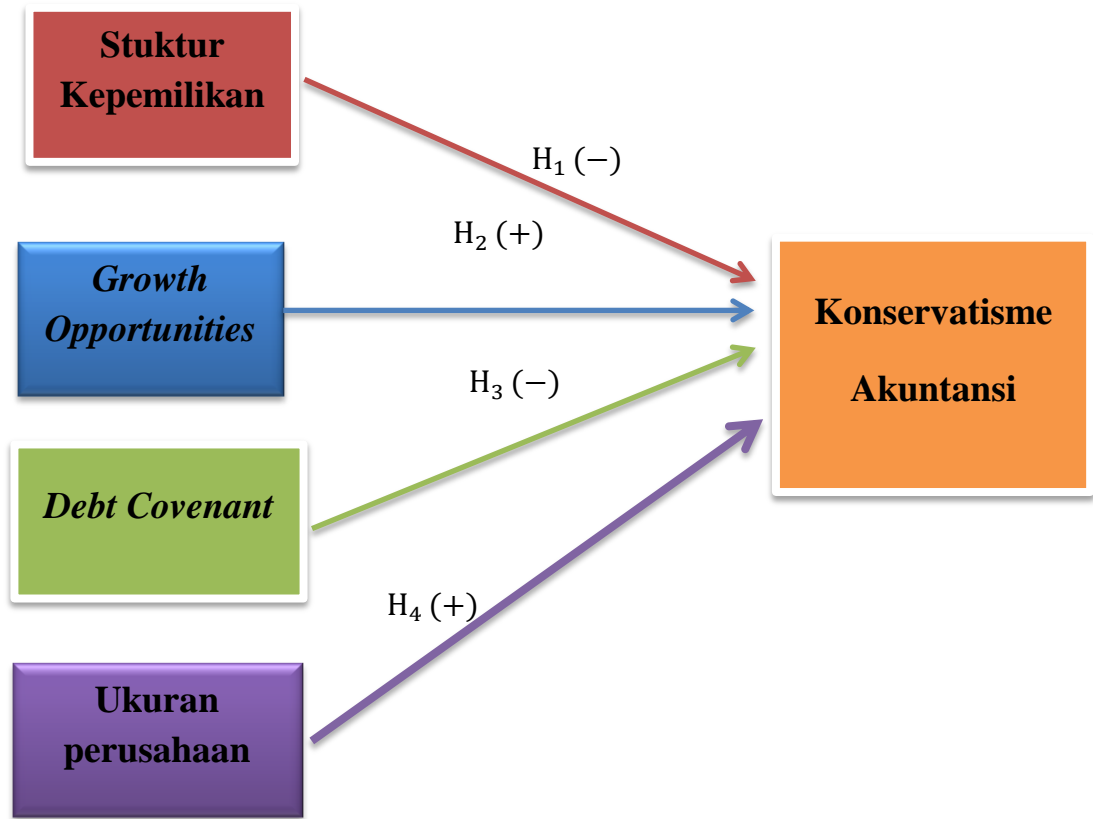 Stuktur
Kepemilikan
H₁ (−)
H₂ (+)
Growth
Opportunities
Konservatisme
Akuntansi
H₃ (−)
Debt Covenant
H₄ (+)
Ukuran
perusahaan